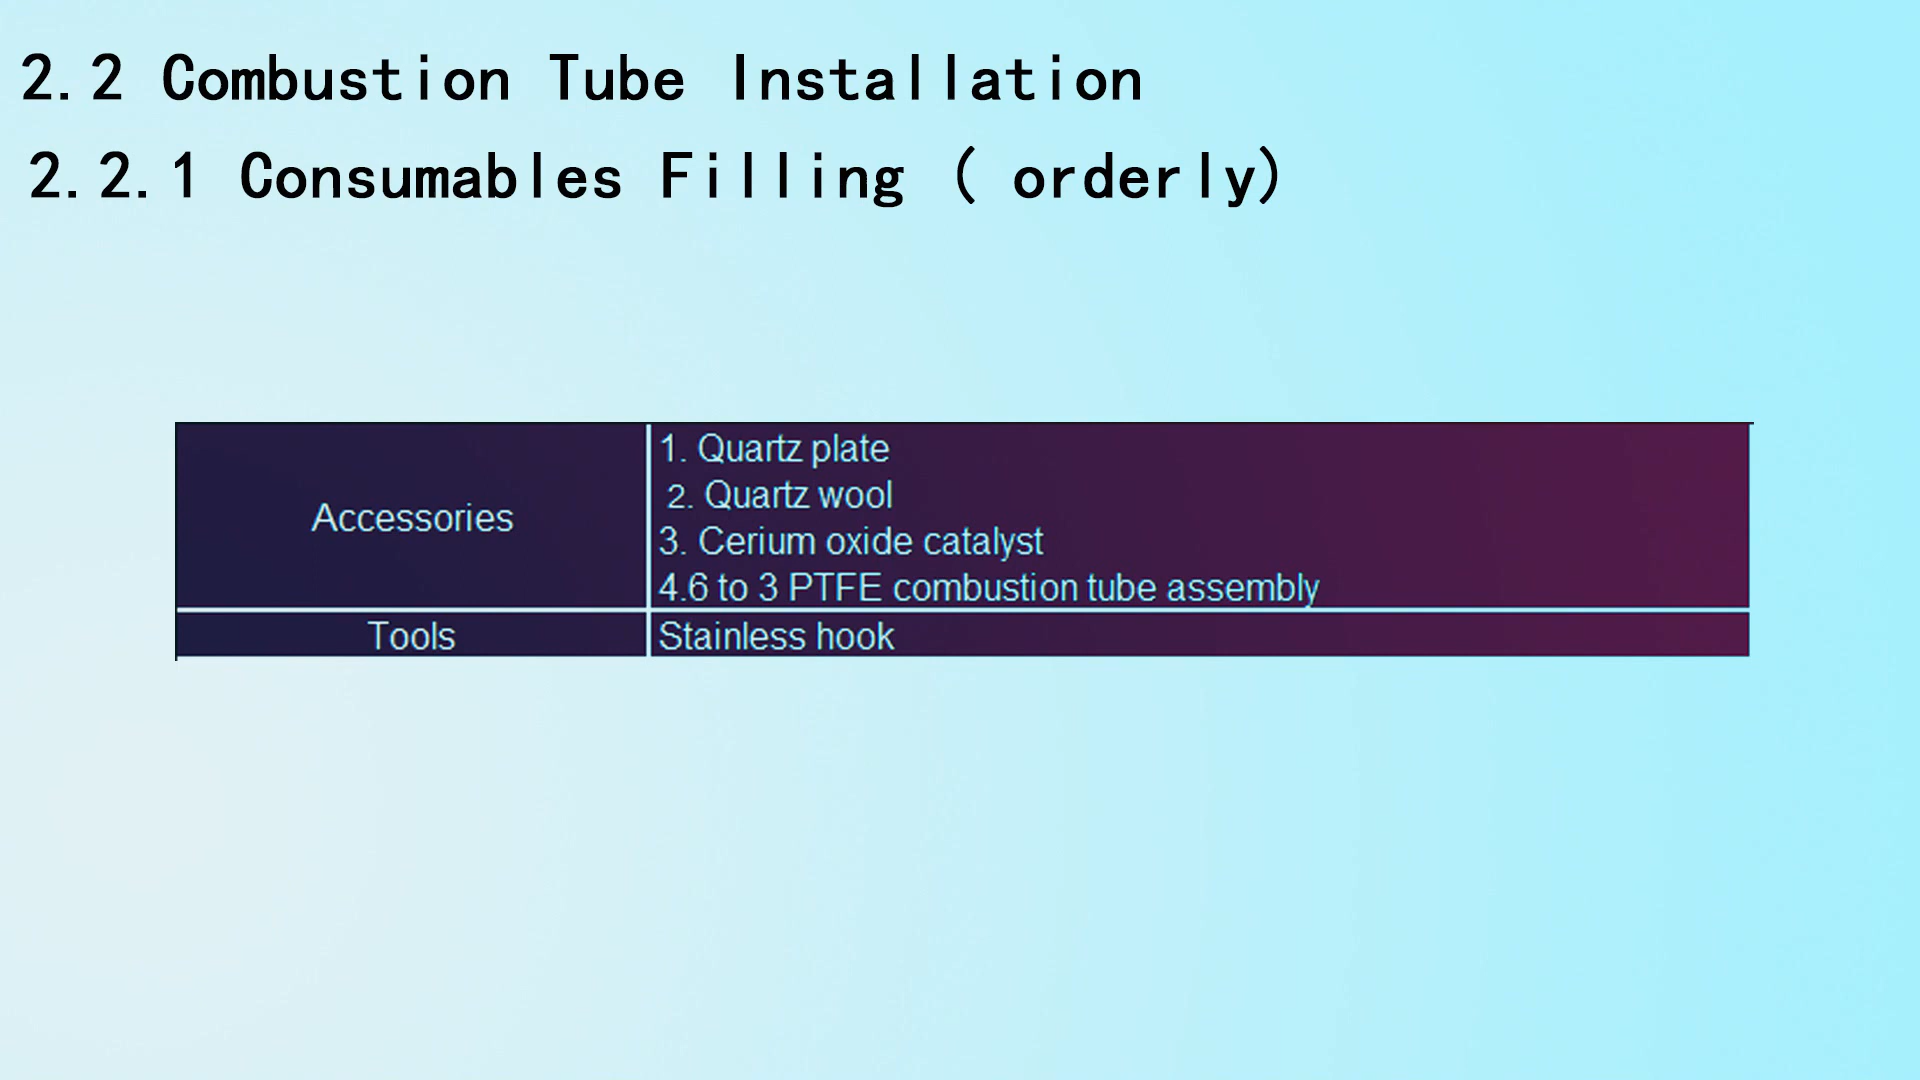 2.2 Combustion Tube Installation
2.2.1 Consumables Filling ( orderly)
Accessories
1. Quartz plate
2. Quartz wool
3. Cerium oxide catalyst
4.6 to 3 PTFE combustion tube assembly
Tools
Stainless hook